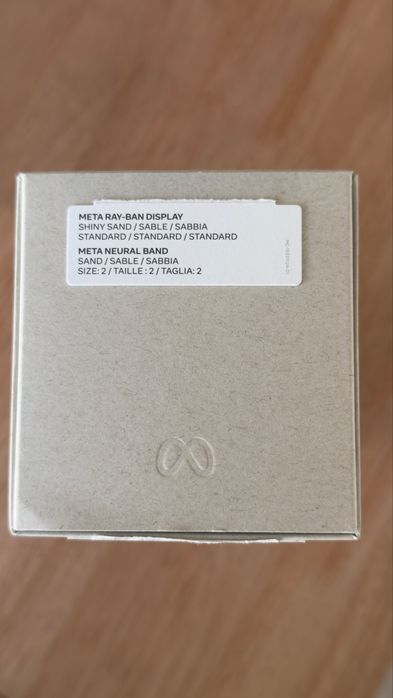 META RAY-BAN DISPLAY
SHINY SAND / SABLE / SABBIA
STANDARD / STANDARD / STANDARD
META NEURAL BAND
SAND / SABLE / SABBIA
SIZE: 2 / TAILLE : 2 / TAGLIA: 2